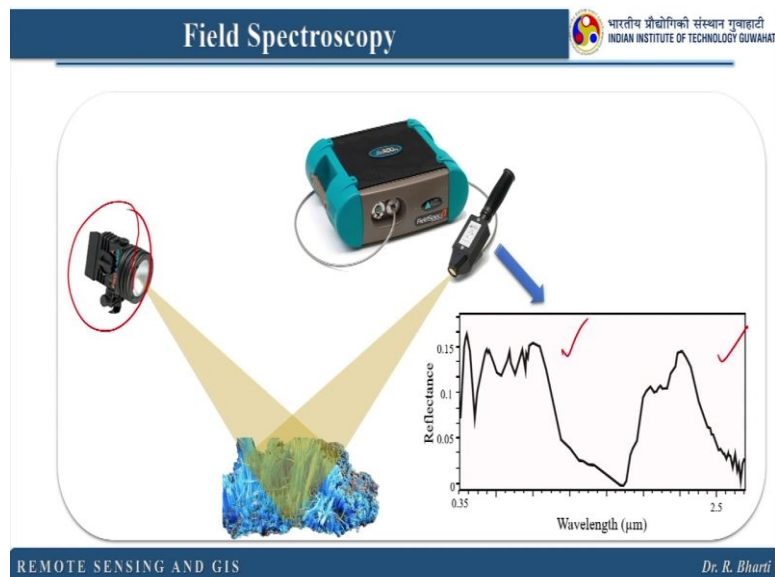 Field Spectroscopy
भारतीय प्रौद्योगिकी संस्थान गुवाहाटी
INDIAN INSTITUTE OF TECHNOLOGY GUWAHAT
0.15
0.1
0.05
0
Reflectance
0.35
2.5
Wavelength (µm)
REMOTE SENSING AND GIS
Dr. R. Bharti